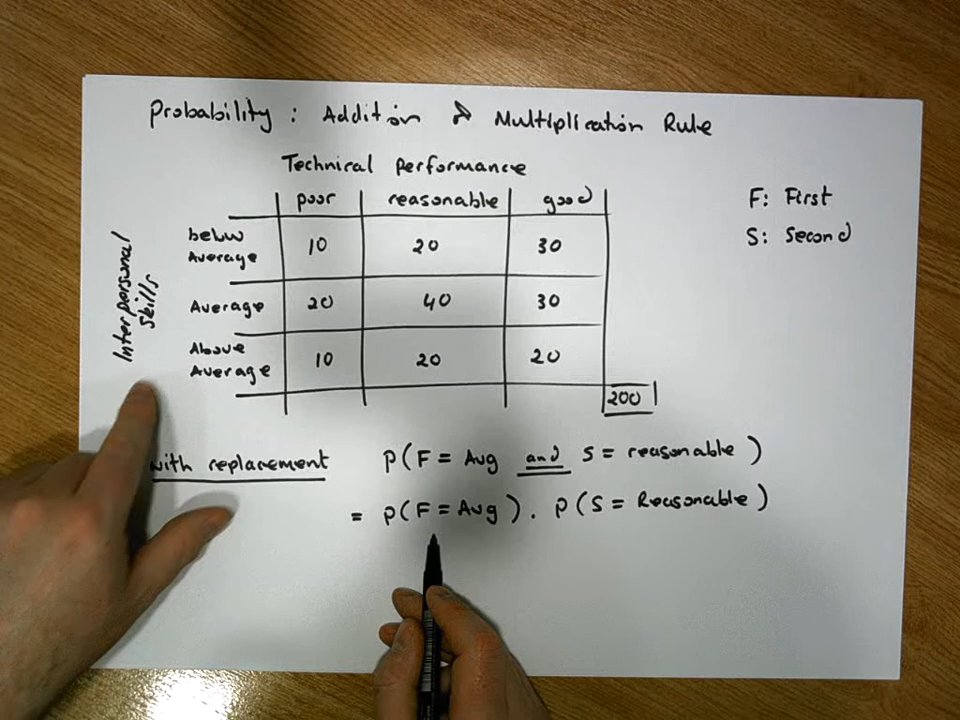 Probability : Addition & Multiplication Rule
Technical performance
poor reasonable good
F: First
S: Second
Interpersonal
skills
below
Average 10 20 30
Average 20 40 30
Above
Average 10 20 20
200
with replacement P(F = Avg and S = reasonable)
= P(F = Avg). P(S = Reasonable)